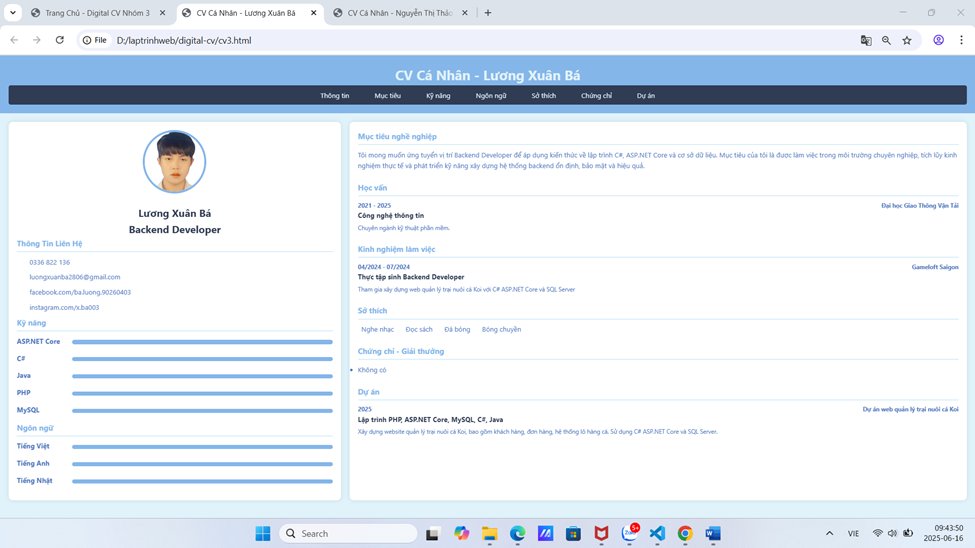 Trang Chủ - Digital CV Nhóm 3
CV Cá Nhân - Lương Xuân Bá
CV Cá Nhân - Nguyễn Thị Thảo
File
D:/laptrinhweb/digital-cv/cv3.html
CV Cá Nhân - Lương Xuân Bá
Thông tin
Mục tiêu
Kỹ năng
Ngôn ngữ
Sở thích
Chứng chỉ
Dự án
Lương Xuân Bá
Backend Developer
Thông Tin Liên Hệ
0336 822 136
luongxuanba2806@gmail.com
facebook.com/ba.luong.90260403
instagram.com/x.ba003
Kỹ năng
ASP.NET Core
C#
Java
PHP
MySQL
Ngôn ngữ
Tiếng Việt
Tiếng Anh
Tiếng Nhật
Mục tiêu nghề nghiệp
Tôi mong muốn ứng tuyển vị trí Backend Developer để áp dụng kiến thức về lập trình C#, ASP.NET Core và cơ sở dữ liệu. Mục tiêu của tôi là được làm việc trong môi trường chuyên nghiệp, tích lũy kinh
nghiệm thực tế và phát triển kỹ năng xây dựng hệ thống backend ổn định, bảo mật và hiệu quả.
Học vấn
2021 - 2025
Đại học Giao Thông Vận Tải
Công nghệ thông tin
Chuyên ngành kỹ thuật phần mềm.
Kinh nghiệm làm việc
04/2024 - 07/2024
Gameloft Saigon
Thực tập sinh Backend Developer
Tham gia xây dựng web quản lý trại nuôi cá Koi với C# ASP.NET Core và SQL Server
Sở thích
Nghe nhạc
Đọc sách
Đá bóng
Bóng chuyền
Chứng chỉ - Giải thưởng
Không có
Dự án
2025
Dự án web quản lý trại nuôi cá Koi
Lập trình PHP, ASP.NET Core, MySQL, C#, Java
Xây dựng website quản lý trại nuôi cá Koi, bao gồm khách hàng, đơn hàng, hệ thống lô hàng cá. Sử dụng C# ASP.NET Core và SQL Server.
Search
5+
VIE
09:43:50
2025-06-16